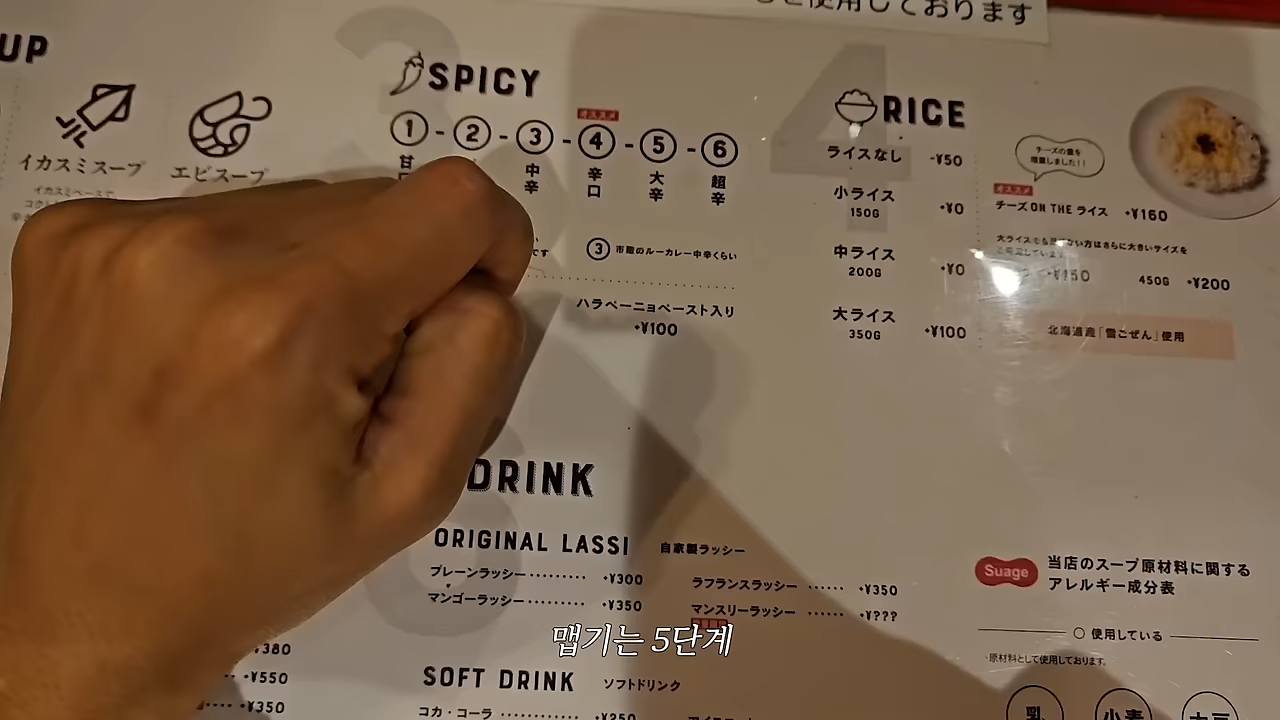 を使用しております
UP
イカスミスープ
エビスープ
イカスミベースで
SPICY
オススメ
1 - 2 - 3 - 4 - 5 - 6
中辛
辛口
大辛
超辛
3 市販のルーカレー中辛くらい
ハラペーニョペースト入り
+¥100
4
RICE
ライスなし -¥50
小ライス +¥0
150G
中ライス +¥0
200G
大ライス +¥100
350G
チーズの量を
増量しました!!
オススメ
チーズ ON THE ライス +¥160
450G +¥200
北海道産「雪ごぜん」使用
DRINK
ORIGINAL LASSI 自家製ラッシー
プレーンラッシー ········· +¥300
マンゴーラッシー ········· +¥350
ラフランスラッシー ······ +¥350
マンスリーラッシー ······ +¥???
¥380
+¥550
+¥350
SOFT DRINK ソフトドリンク
コカ・コーラ ············ +¥250
Suage 当店のスープ原材料に関する
アレルギー成分表
○ 使用している
・原材料として使用しております。
乳
小麦
大豆
맵기는 5단계